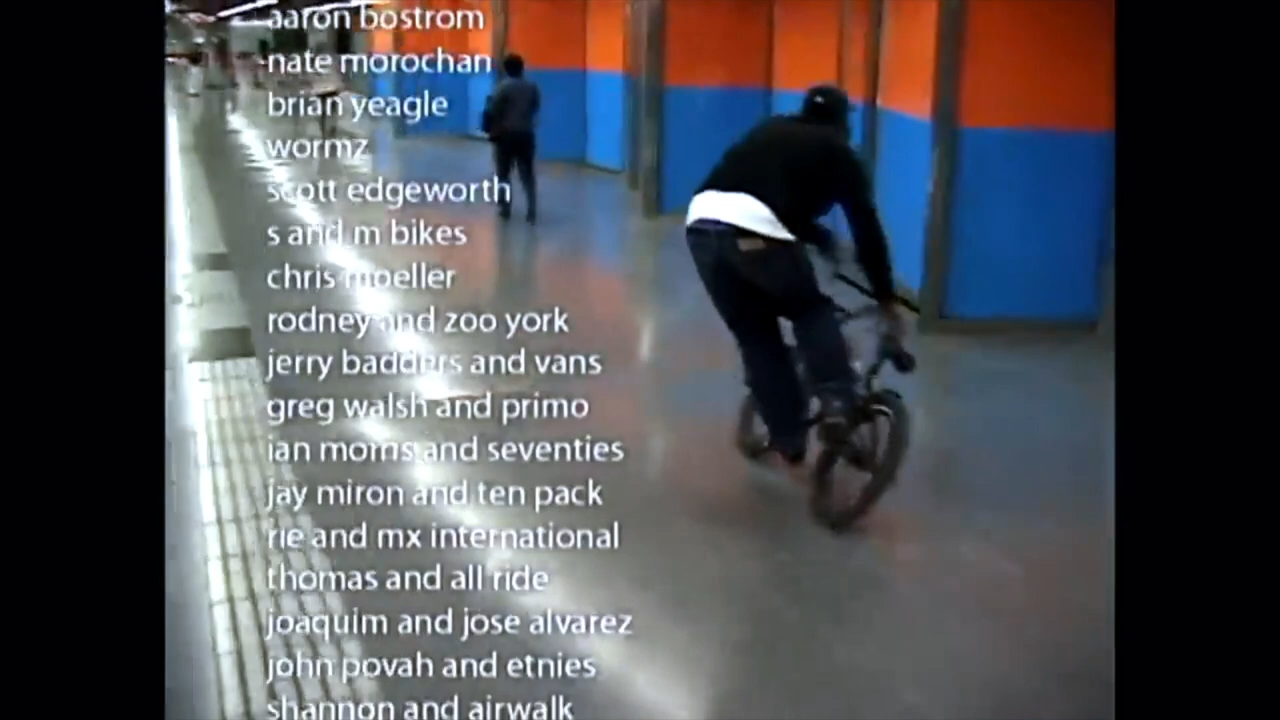 aaron bostrom
nate morochan
brian yeagle
wormz
scott edgeworth
s and m bikes
chris moeller
rodney and zoo york
jerry badders and vans
greg walsh and primo
ian morris and seventies
jay miron and ten pack
rie and mx international
thomas and all ride
joaquim and jose alvarez
john povah and etnies
shannon and airwalk